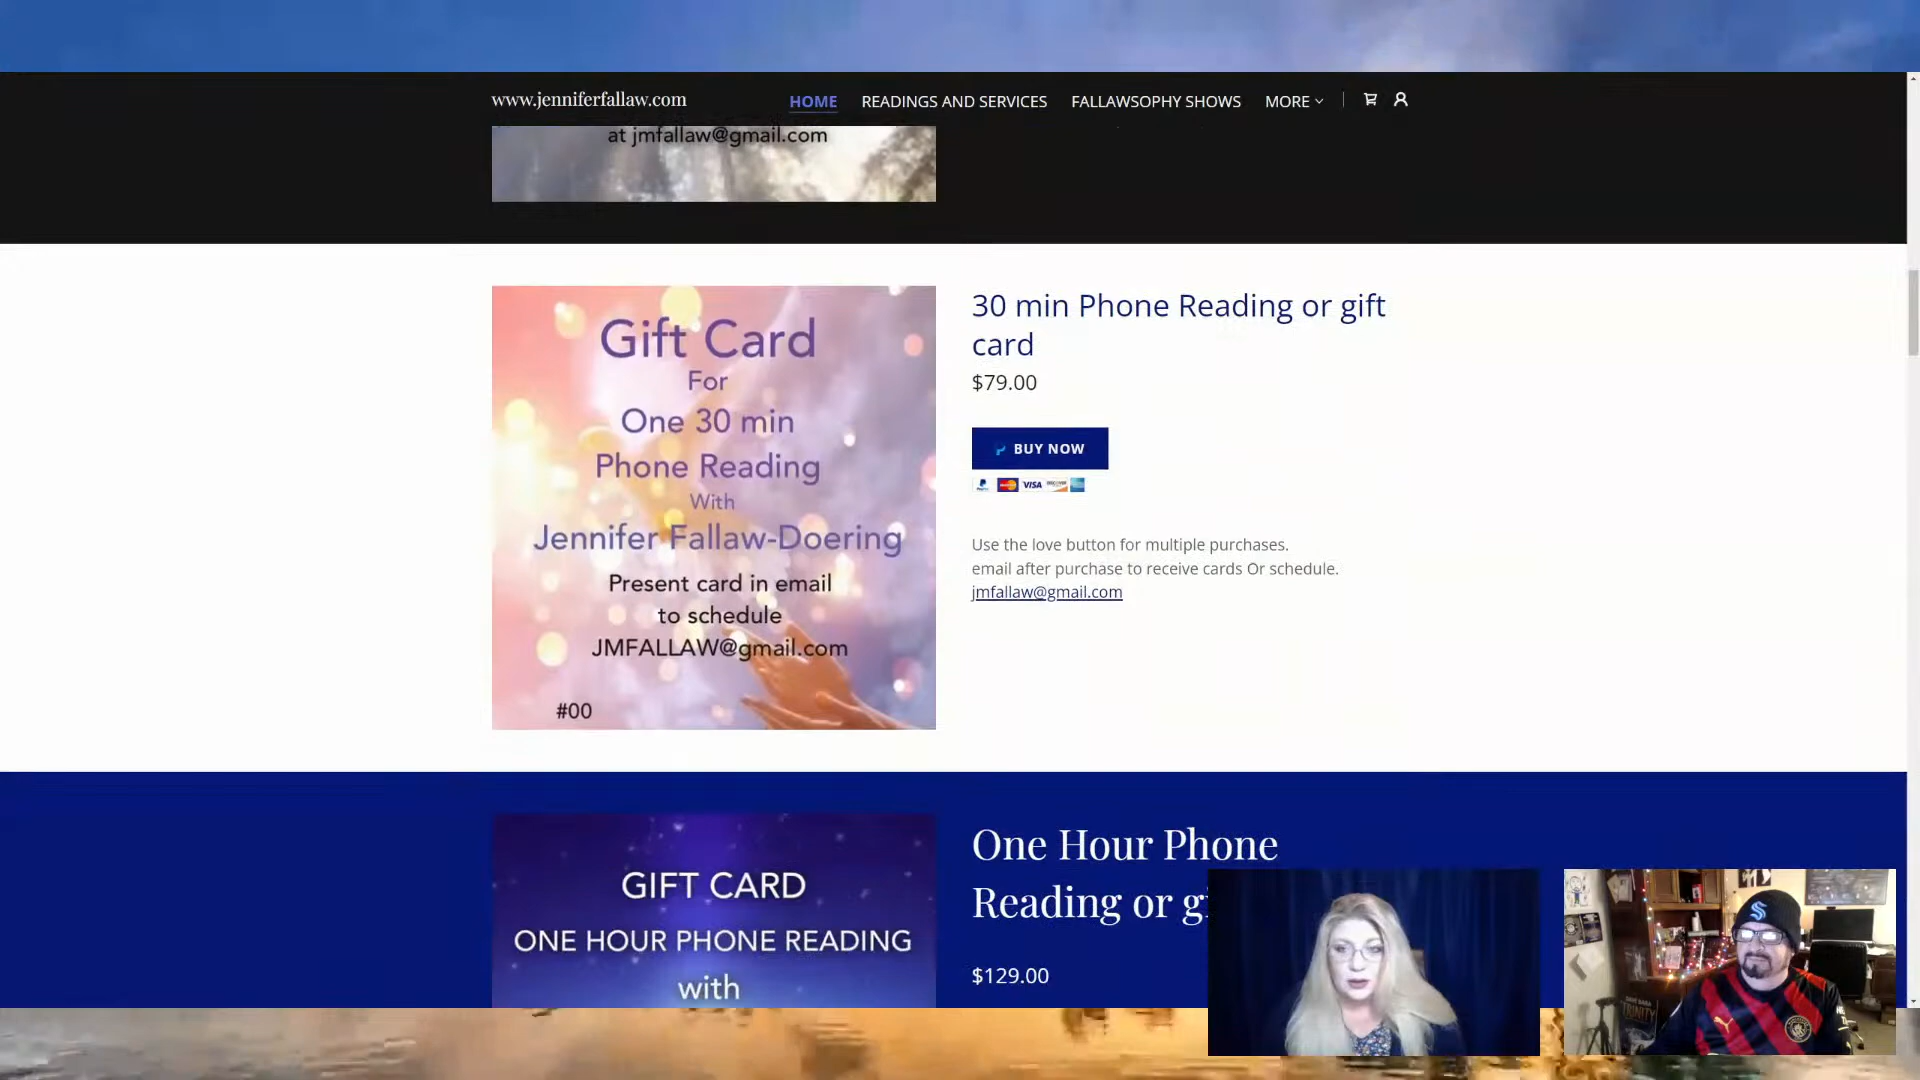 www.jenniferfallaw.com
HOME
READINGS AND SERVICES
FALLAWSOPHY SHOWS
MORE
at jmfallaw@gmail.com
Gift Card
For
One 30 min
Phone Reading
With
Jennifer Fallaw-Doering
Present card in email
to schedule
JMFALLAW@gmail.com
#00
30 min Phone Reading or gift
card
$79.00
BUY NOW
VISA
Use the love button for multiple purchases.
email after purchase to receive cards Or schedule.
jmfallaw@gmail.com
GIFT CARD
ONE HOUR PHONE READING
with
One Hour Phone
Reading or
$129.00
TRINITY